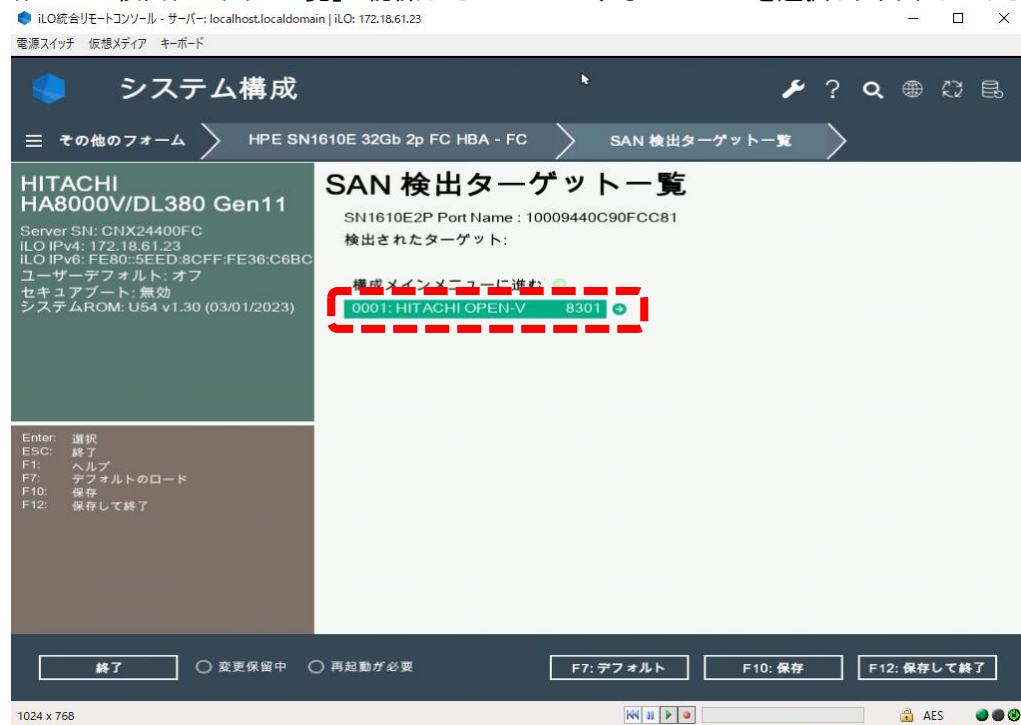 iLO統合リモートコンソール - サーバー: localhost.localdomain | iLO: 172.18.61.23
電源スイッチ 仮想メディア キーボード
システム構成
?
その他のフォーム HPE SN1610E 32Gb 2p FC HBA - FC SAN 検出ターゲット一覧
HITACHI
HA8000V/DL380 Gen11
Server SN: CNX24400FC
iLO IPv4: 172.18.61.23
iLO IPv6: FE80::5EED:8CFF:FE36:C6BC
ユーザーデフォルト: オフ
セキュアブート: 無効
システムROM: U54 v1.30 (03/01/2023)
SAN 検出ターゲット一覧
SN1610E2P Port Name : 10009440C90FCC81
検出されたターゲット:
構成メインメニューに進む
0001: HITACHI OPEN-V 8301
Enter: 選択
ESC: 終了
F1: ヘルプ
F7: デフォルトのロード
F10: 保存
F12: 保存して終了
終了 変更保留中 再起動が必要 F7: デフォルト F10: 保存 F12: 保存して終了
1024 x 768 AES